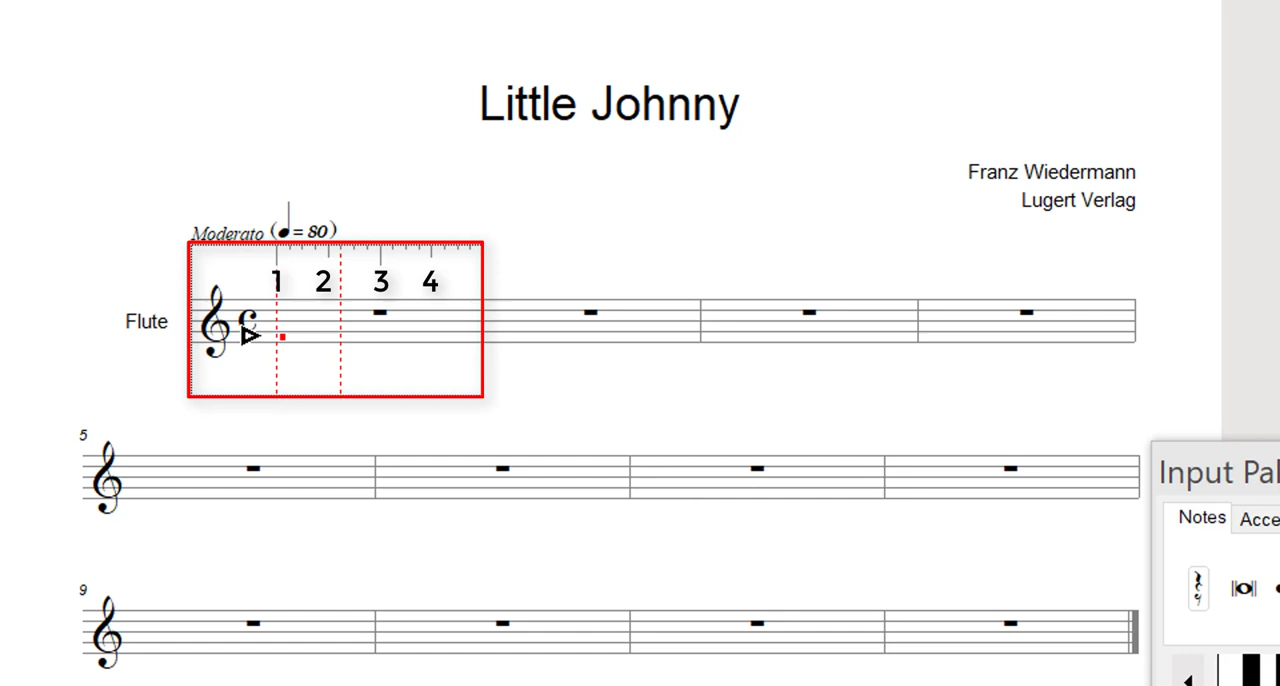 Little Johnny
Franz Wiedermann
Lugert Verlag
Moderato (♩= 80)
1 2 3 4
Flute
5
Input Pal
Notes Acce
9